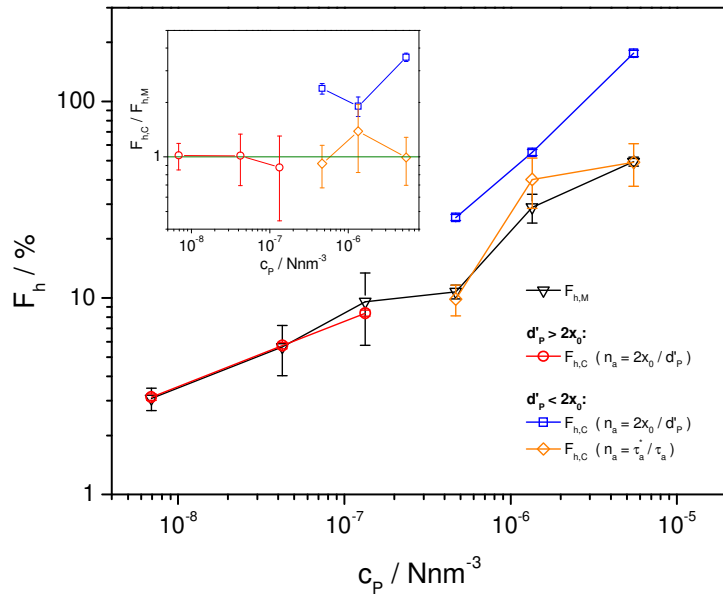 F_h,C / F_h,M
1
10^-8 10^-7 10^-6
c_P / Nnm^-3
F_h / %
100
10
1
10^-8 10^-7 10^-6 10^-5
c_P / Nnm^-3
F_h,M
d'_P > 2x_0:
F_h,C ( n_a = 2x_0 / d'_P )
d'_P < 2x_0:
F_h,C ( n_a = 2x_0 / d'_P )
F_h,C ( n_a = τ_a^* / τ_a )